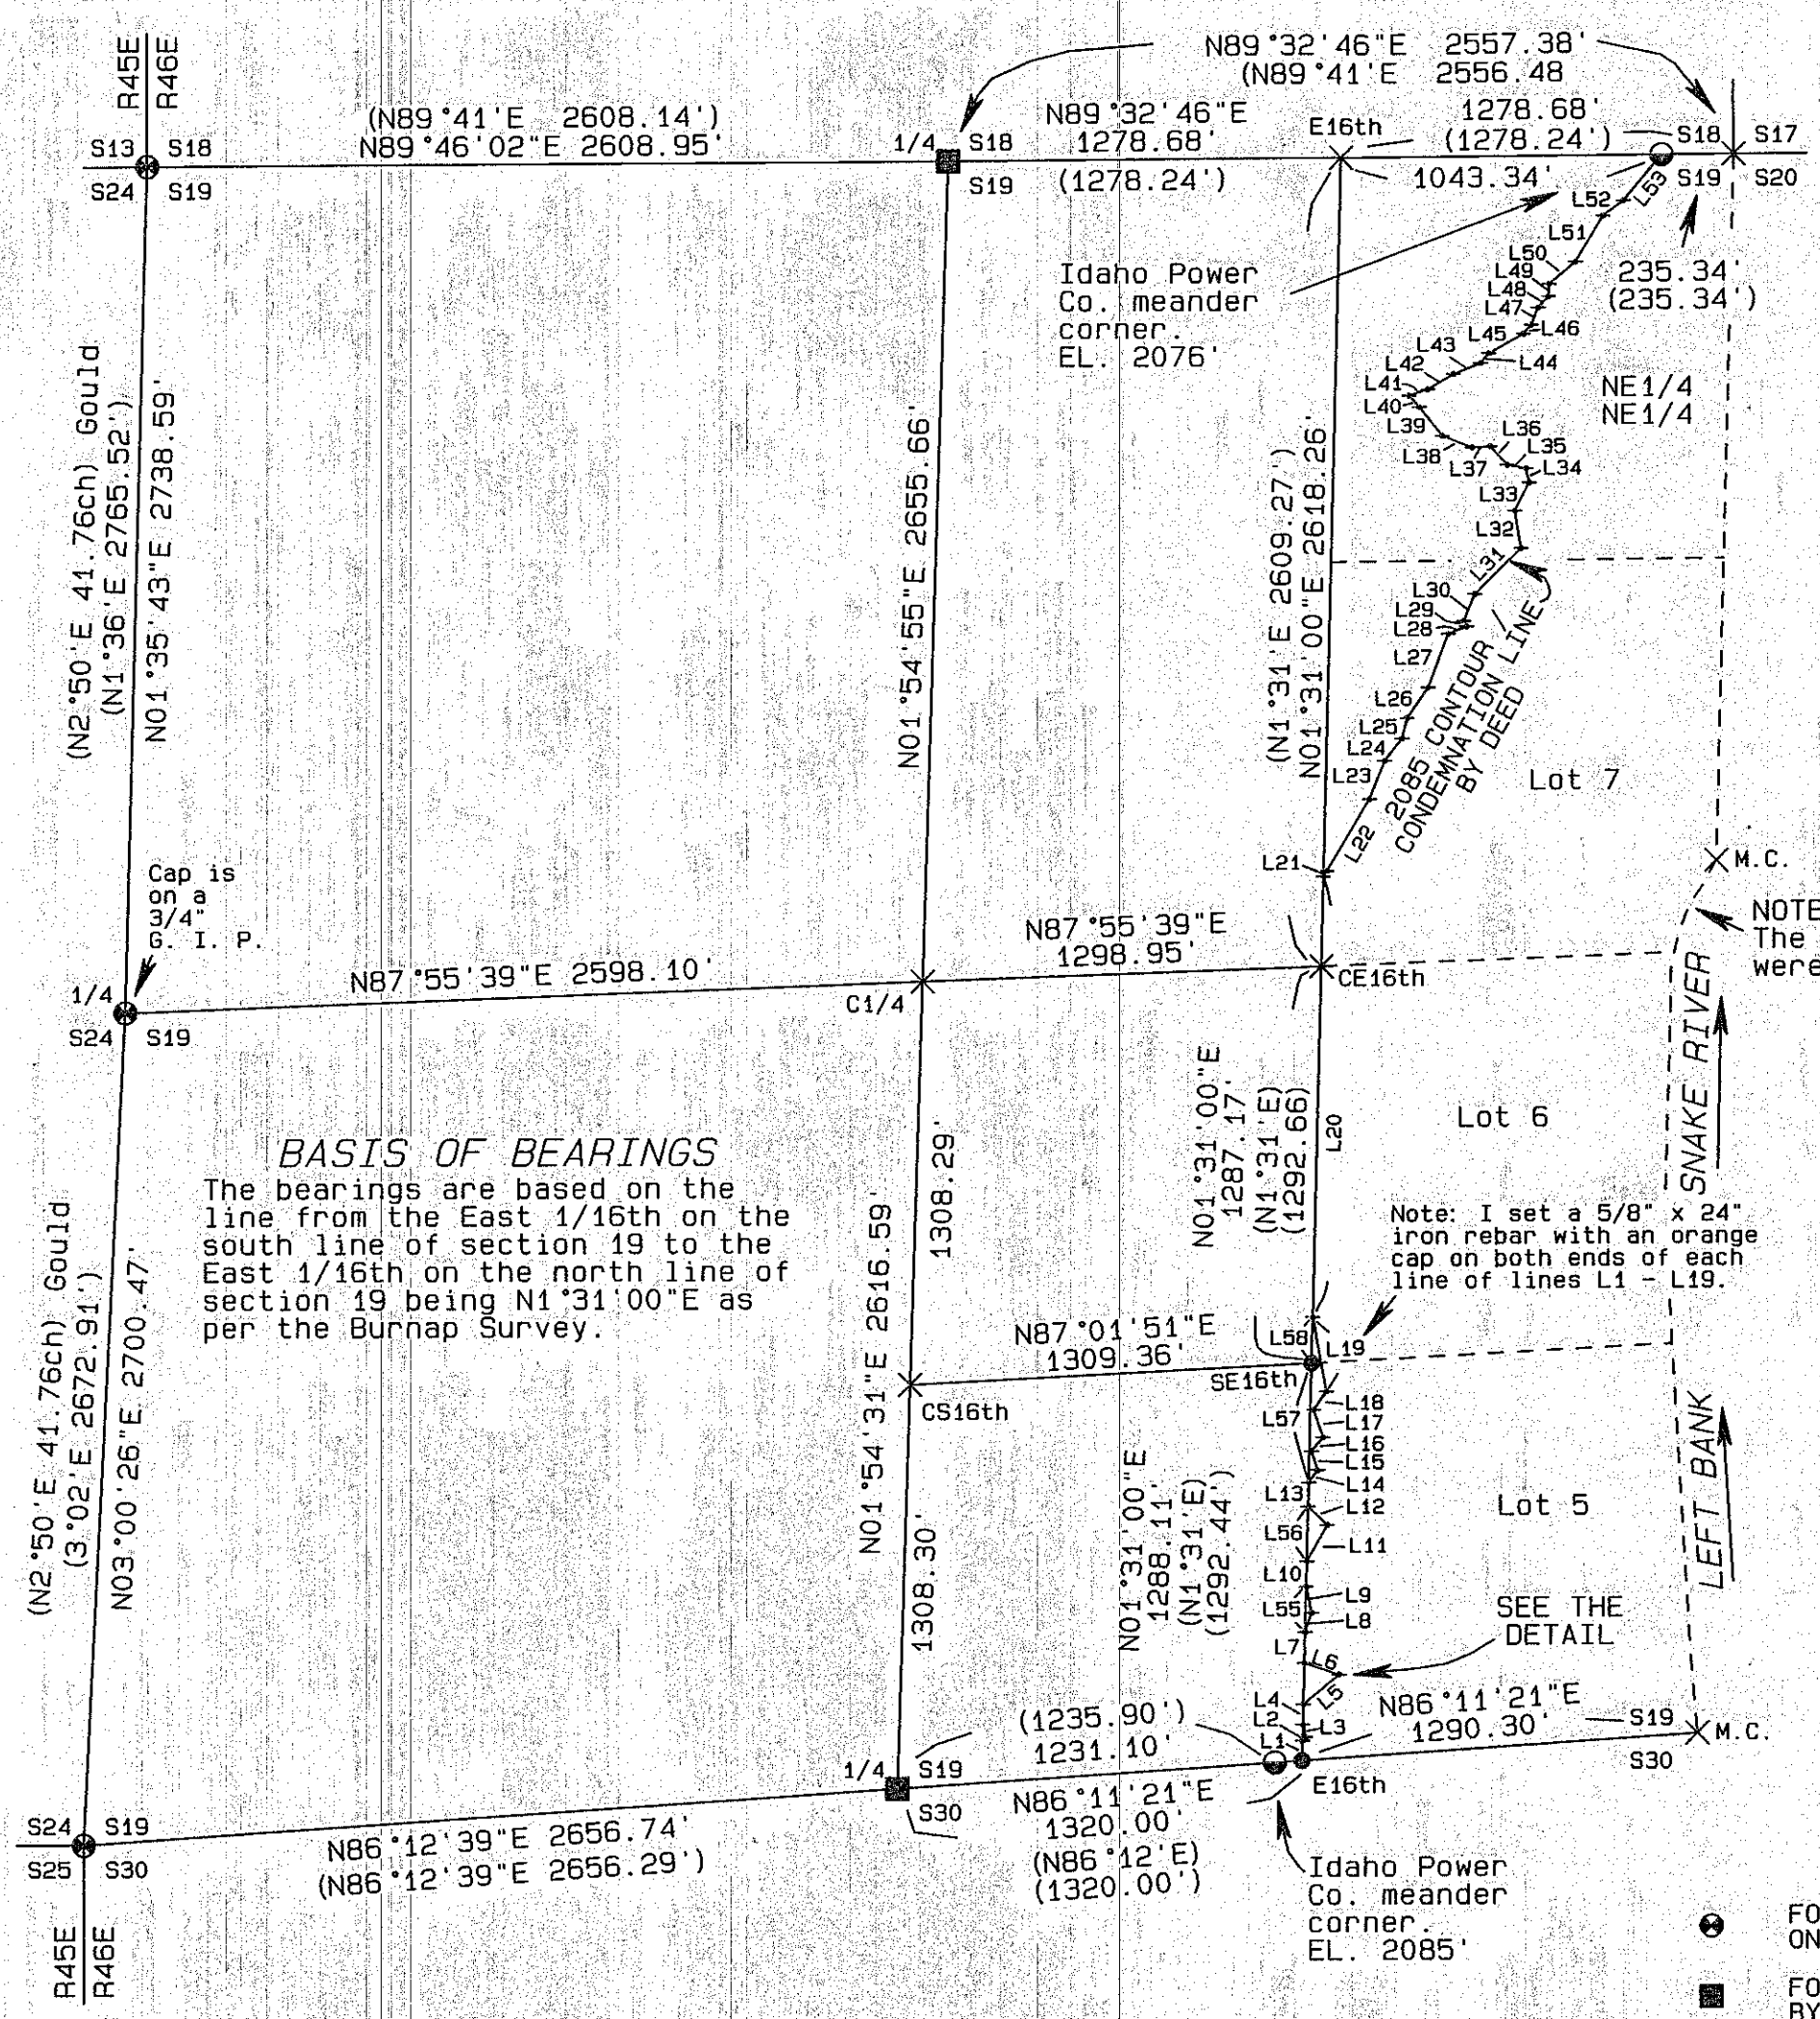 R45E
R46E
N89°32'46"E 2557.38'
(N89°41'E 2556.48
(N89°41'E 2608.14')
N89°46'02"E 2608.95'
N89°32'46"E
1278.68'
(1278.24')
E16th
1278.68'
(1278.24')
1043.34'
S13
S18
S24
S19
1/4
S18
S19
S18
S17
S19
S20
235.34'
(235.34')
Idaho Power
Co. meander
corner.
EL. 2076'
L53
L52
L51
L50
L49
L48
L47
L46
L45
L44
L43
L42
L41
L40
L39
L38
L37
L36
L35
L34
L33
L32
L31
L30
L29
L28
L27
L26
L25
L24
L23
L22
L21
NE1/4
NE1/4
(N2°50'E 41.76ch) Gould
(N1°36'E 2765.52')
N01°35'43"E 2738.59'
N01°54'55"E 2655.66'
(N1°31'E 2609.27')
N01°31'00"E 2618.26'
2085 CONTOUR
CONDEMNATION LINE
BY DEED
Lot 7
M.C.
NOTE
The
were
Cap is
on a
3/4"
G. I. P.
1/4
S24
S19
N87°55'39"E 2598.10'
C1/4
N87°55'39"E
1298.95'
CE16th
SNAKE RIVER
Lot 6
L20
N01°31'00"E
1287.17'
(N1°31'E)
(1292.66)
BASIS OF BEARINGS
The bearings are based on the
line from the East 1/16th on the
south line of section 19 to the
East 1/16th on the north line of
section 19 being N1°31'00"E as
per the Burnap Survey.
1308.29'
N01°54'31"E 2616.59'
Note: I set a 5/8" x 24"
iron rebar with an orange
cap on both ends of each
line of lines L1 - L19.
N87°01'51"E
1309.36'
L58
L19
SE16th
CS16th
L18
L57
L17
L16
L15
L14
L13
L12
L56
L11
L10
L9
L55
L8
L7
L6
L5
L4
L2
L3
L1
Lot 5
LEFT BANK
(N2°50'E 41.76ch) Gould
(3°02'E 2672.91')
N03°00'26"E 2700.47'
1308.30'
N01°31'00"E
1288.11'
(N1°31'E)
(1292.44')
SEE THE
DETAIL
N86°11'21"E
1290.30'
S19
M.C.
S30
(1235.90')
1231.10'
1/4
S19
S30
N86°11'21"E
1320.00'
(N86°12'E)
(1320.00')
E16th
S24
S19
S25
S30
N86°12'39"E 2656.74'
(N86°12'39"E 2656.29')
Idaho Power
Co. meander
corner.
EL. 2085'
R45E
R46E
FO
ON
FO
BY